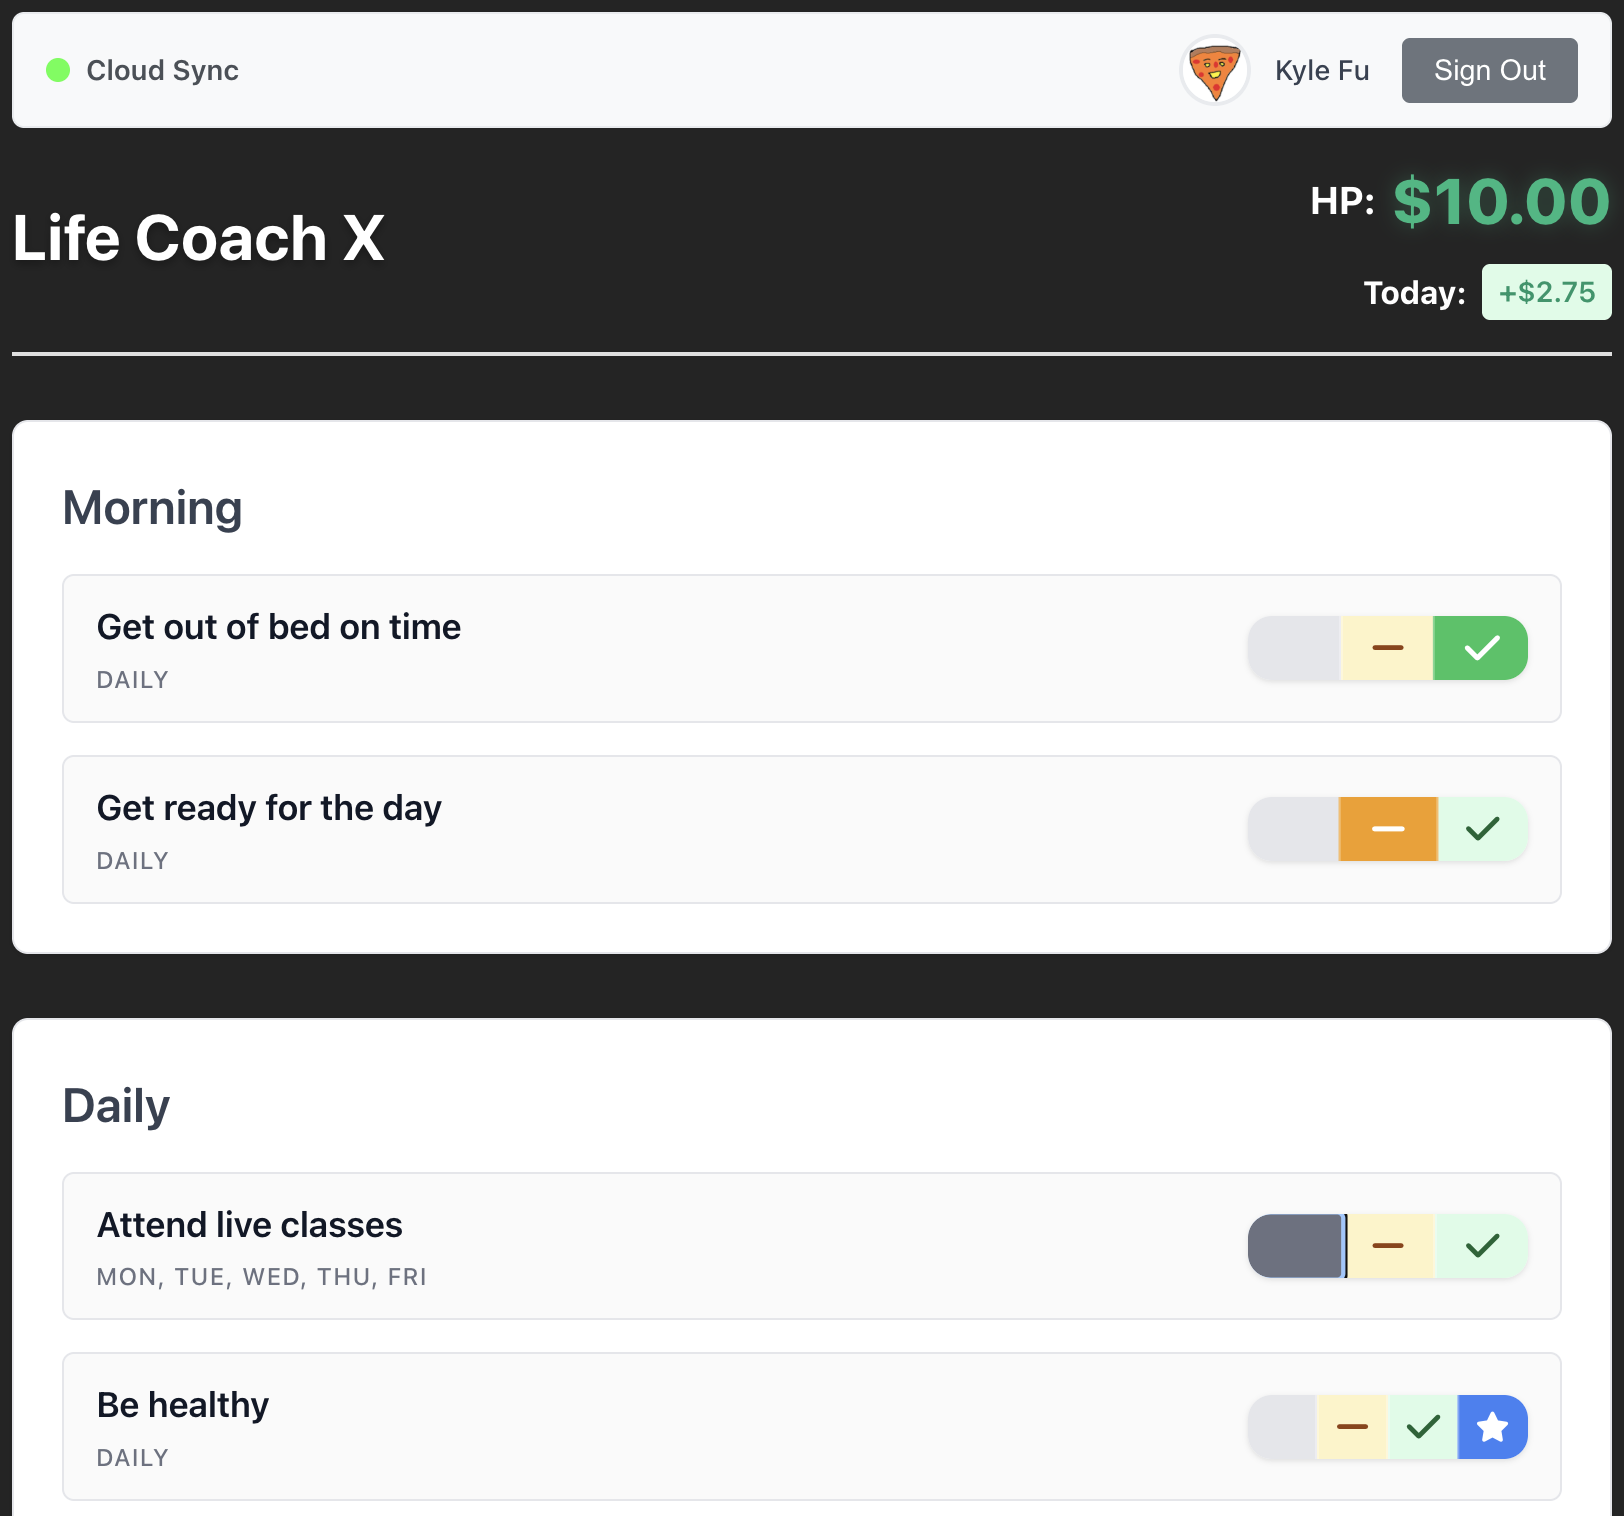 Cloud Sync
Kyle Fu
Sign Out
Life Coach X
HP: $10.00
Today: +$2.75
Morning
Get out of bed on time
DAILY
Get ready for the day
DAILY
Daily
Attend live classes
MON, TUE, WED, THU, FRI
Be healthy
DAILY